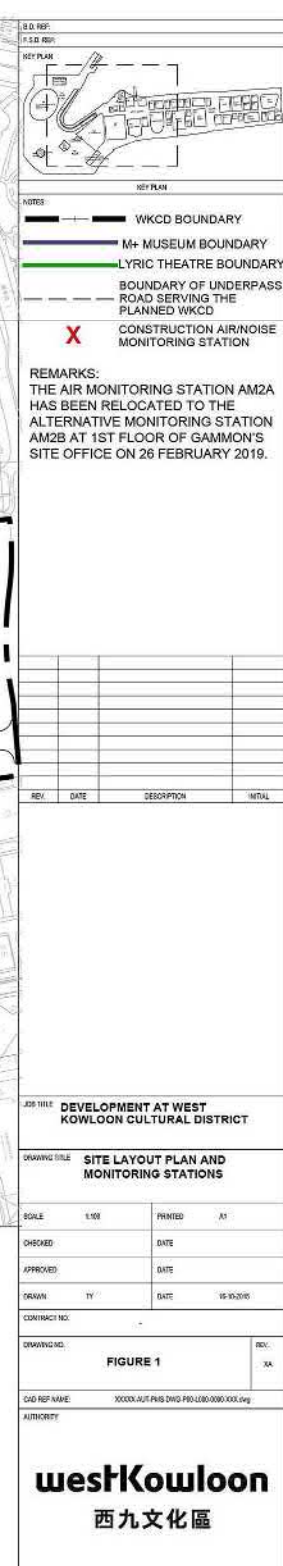 B.D. REF:
F.S.D. REF:
KEY PLAN
KEY PLAN
NOTES
WKCD BOUNDARY
M+ MUSEUM BOUNDARY
LYRIC THEATRE BOUNDARY
BOUNDARY OF UNDERPASS
ROAD SERVING THE
PLANNED WKCD
X
CONSTRUCTION AIR/NOISE
MONITORING STATION
REMARKS:
THE AIR MONITORING STATION AM2A
HAS BEEN RELOCATED TO THE
ALTERNATIVE MONITORING STATION
AM2B AT 1ST FLOOR OF GAMMON'S
SITE OFFICE ON 26 FEBRUARY 2019.
REV. DATE DESCRIPTION INITIAL
JOB TITLE DEVELOPMENT AT WEST
KOWLOON CULTURAL DISTRICT
DRAWING TITLE SITE LAYOUT PLAN AND
MONITORING STATIONS
SCALE PRINTED A1
CHECKED DATE
APPROVED DATE
DRAWN TY DATE
CONTRACT NO. -
DRAWING NO. REV.
FIGURE 1 XA
CAD REF NAME:
AUTHORITY
westKowloon
西九文化區